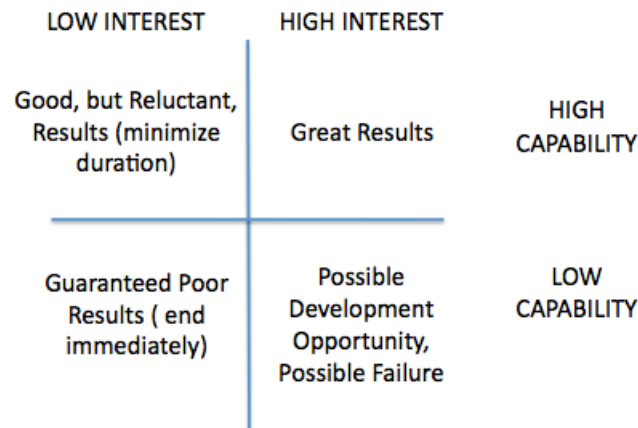 LOW INTEREST
HIGH INTEREST
Good, but Reluctant,
Results (minimize
duration)
Great Results
HIGH
CAPABILITY
Guaranteed Poor
Results ( end
immediately)
Possible
Development
Opportunity,
Possible Failure
LOW
CAPABILITY